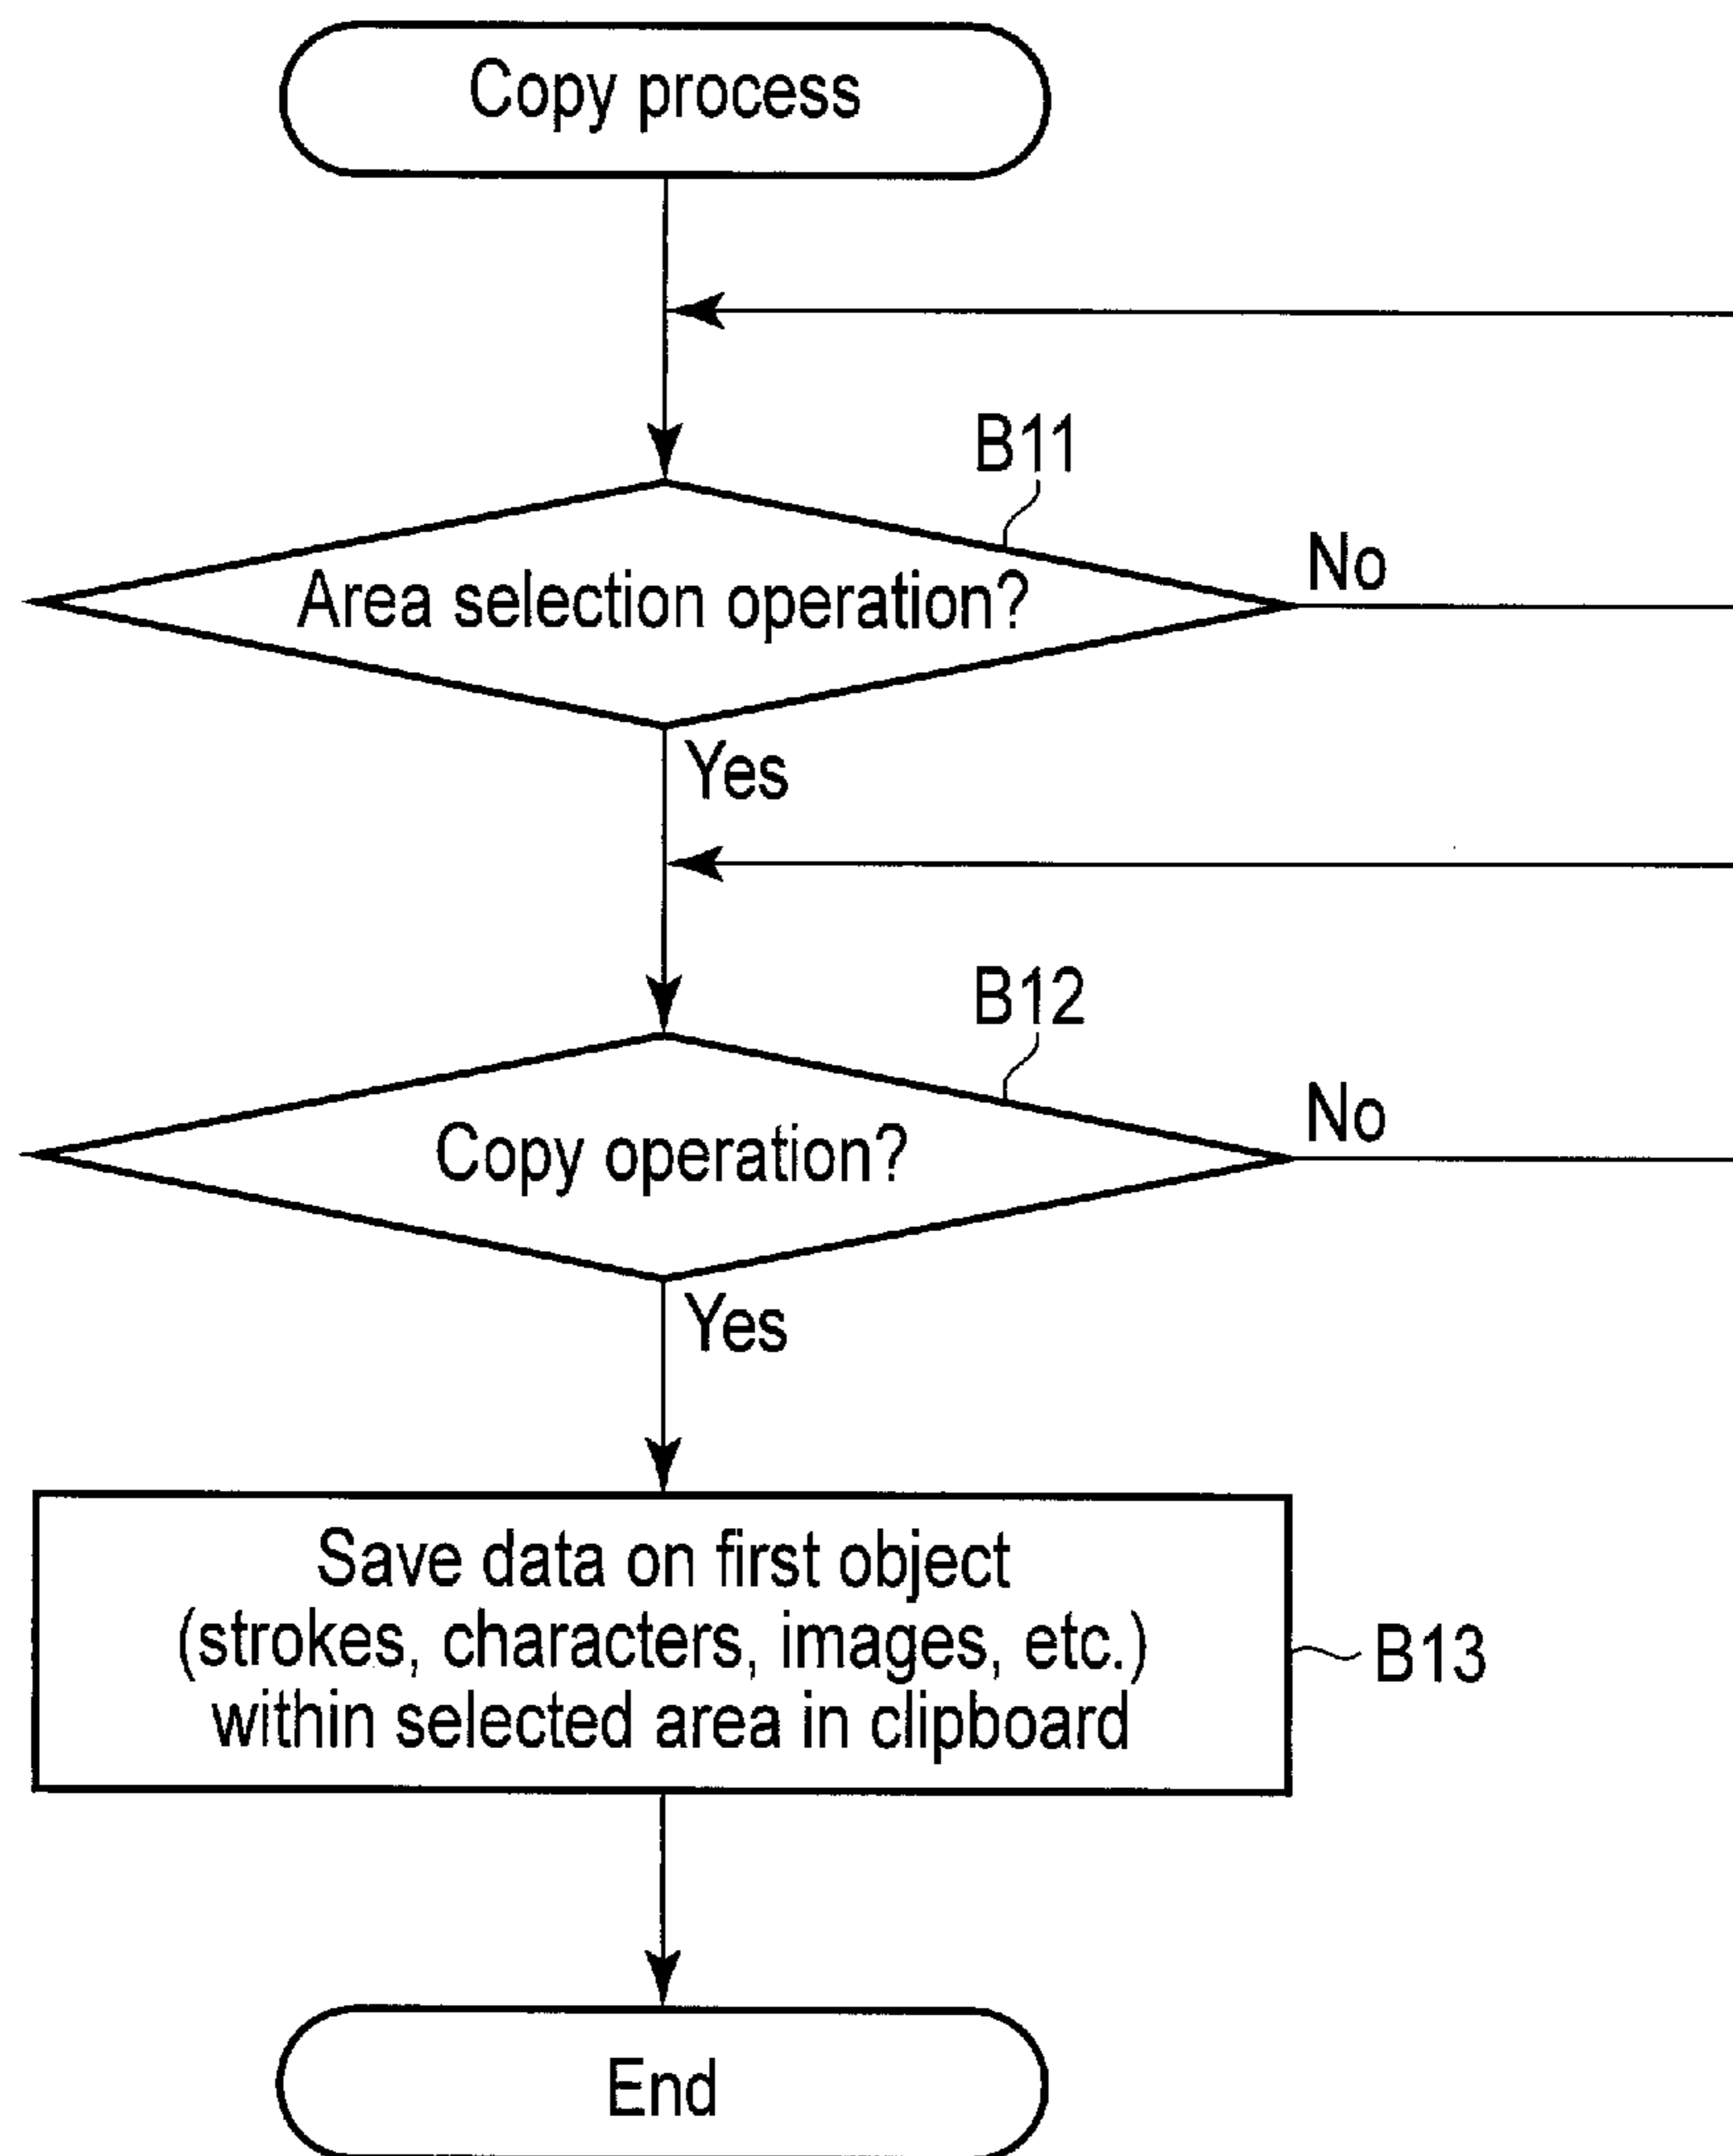 Copy process
B11
Area selection operation?
No
Yes
B12
Copy operation?
No
Yes
Save data on first object
(strokes, characters, images, etc.)
within selected area in clipboard
B13
End